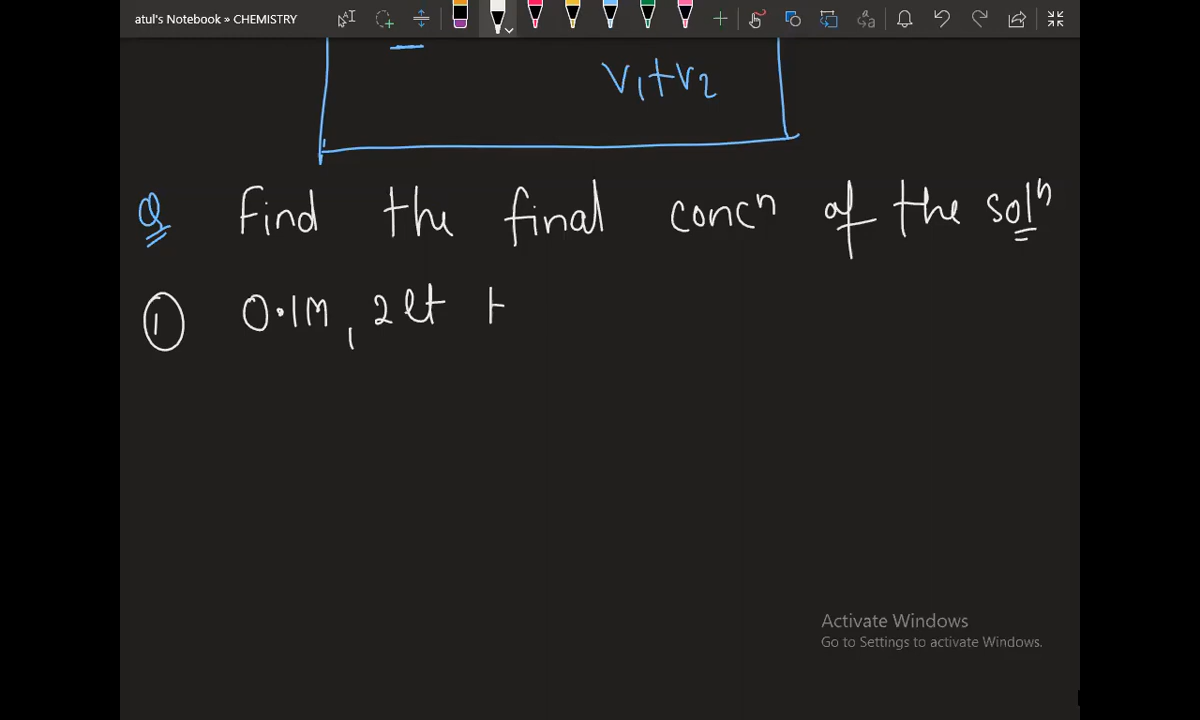 atul's Notebook » CHEMISTRY
V₁+V₂
Q Find the final concⁿ of the solⁿ
① 0.1M, 2lt
Activate Windows
Go to Settings to activate Windows.